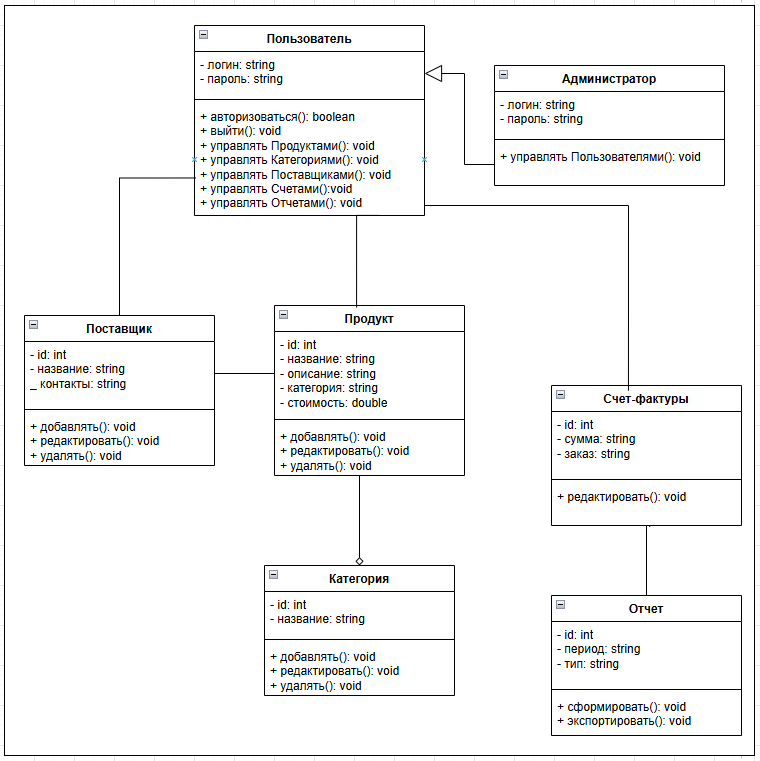 Пользователь
- логин: string
- пароль: string
+ авторизоваться(): boolean
+ выйти(): void
+ управлять Продуктами(): void
+ управлять Категориями(): void
+ управлять Поставщиками(): void
+ управлять Счетами():void
+ управлять Отчетами(): void
Администратор
- логин: string
- пароль: string
+ управлять Пользователями(): void
Поставщик
- id: int
- название: string
_ контакты: string
+ добавлять(): void
+ редактировать(): void
+ удалять(): void
Продукт
- id: int
- название: string
- описание: string
- категория: string
- стоимость: double
+ добавлять(): void
+ редактировать(): void
+ удалять(): void
Счет-фактуры
- id: int
- сумма: string
- заказ: string
+ редактировать(): void
Категория
- id: int
- название: string
+ добавлять(): void
+ редактировать(): void
+ удалять(): void
Отчет
- id: int
- период: string
- тип: string
+ сформировать(): void
+ экспортировать(): void